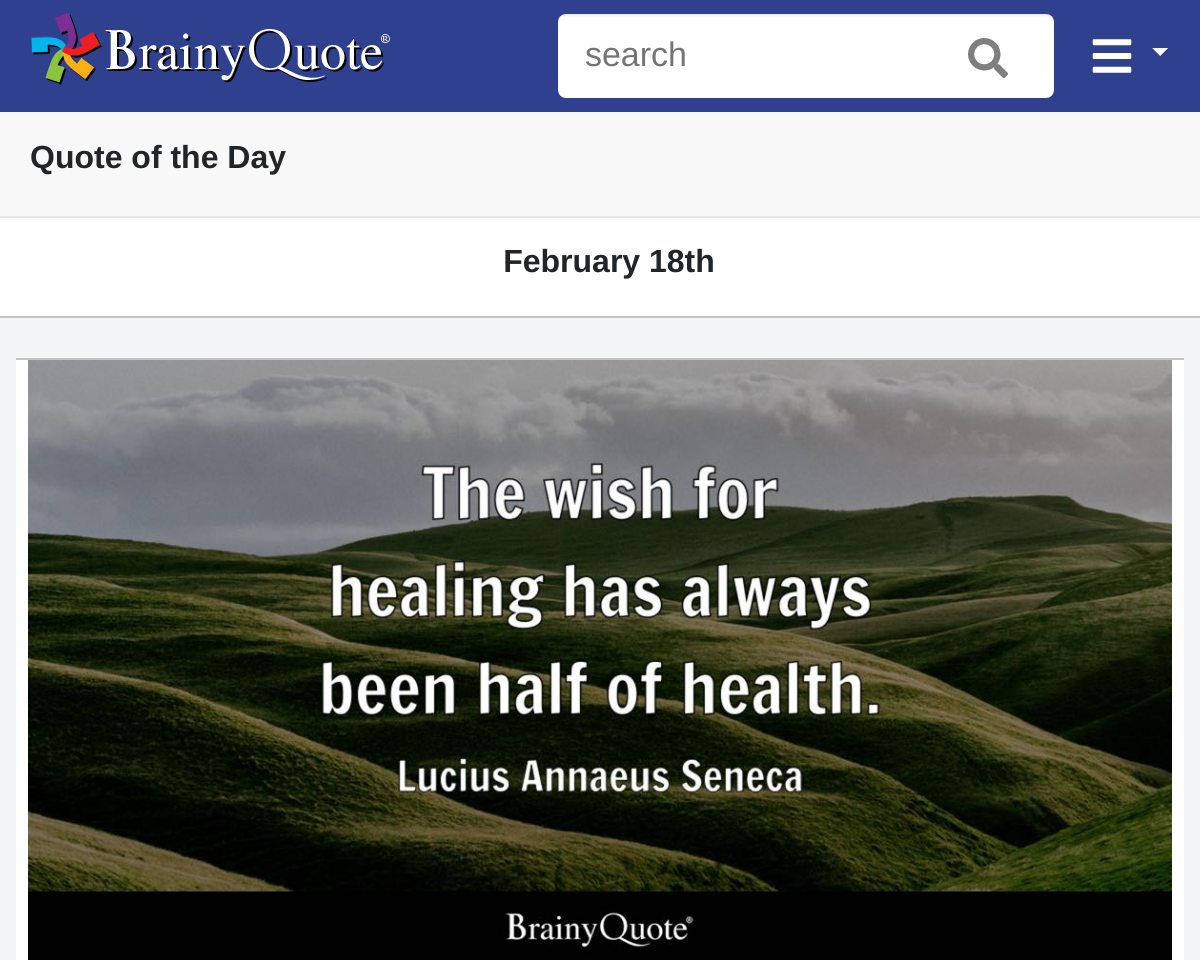 BrainyQuote®
search
Quote of the Day
February 18th
The wish for
healing has always
been half of health.
Lucius Annaeus Seneca
BrainyQuote®